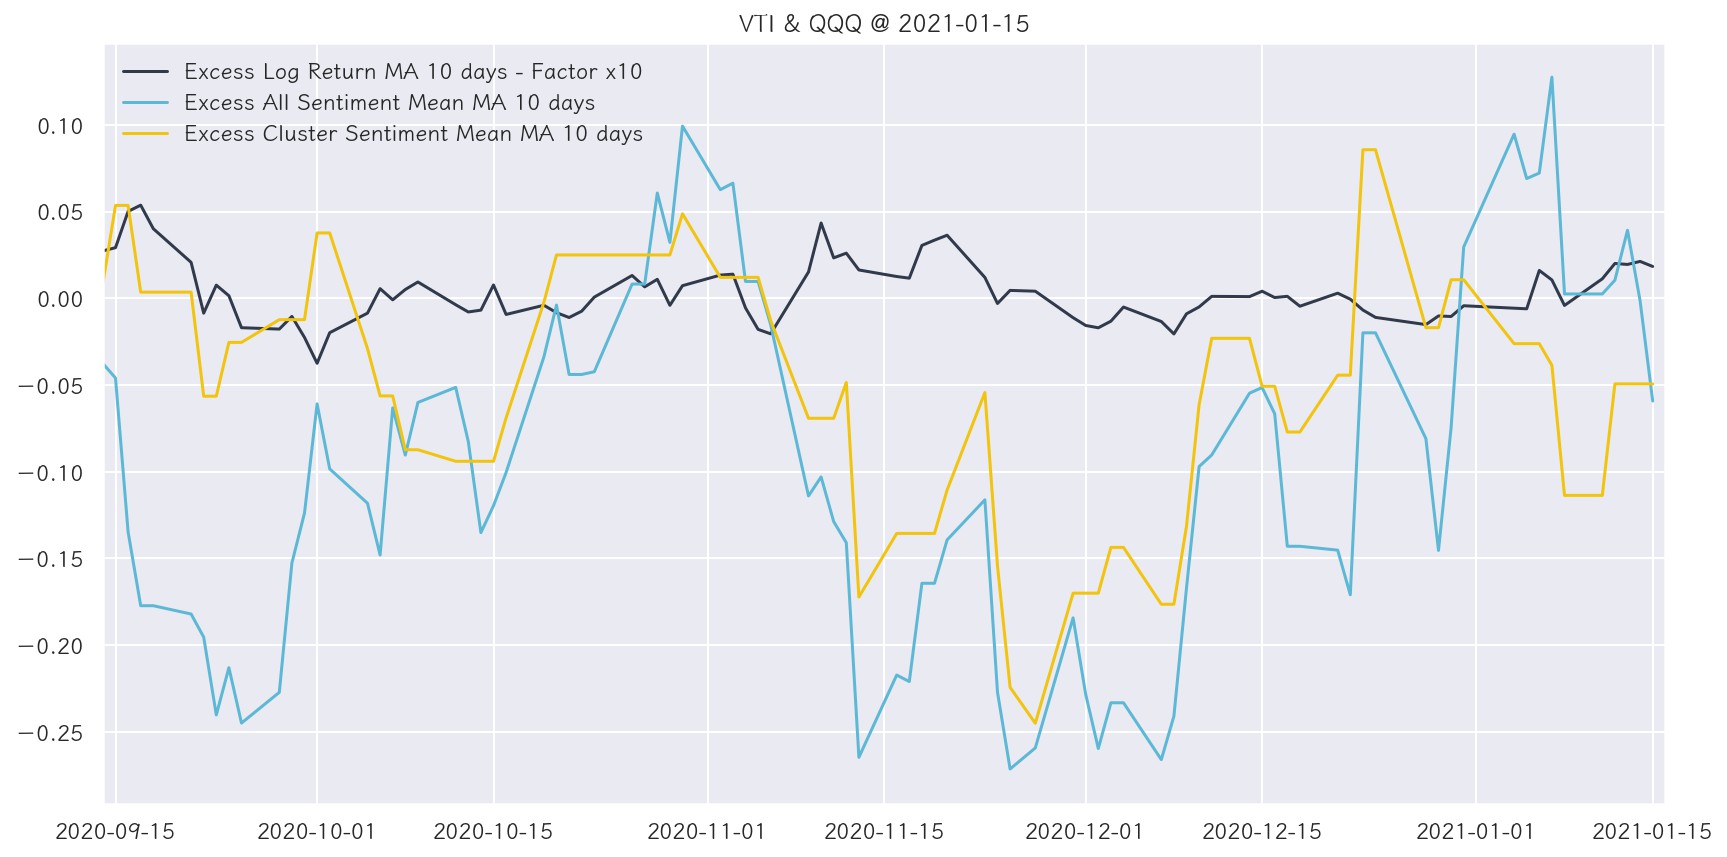 VTI & QQQ @ 2021-01-15
Excess Log Return MA 10 days - Factor x10
Excess All Sentiment Mean MA 10 days
Excess Cluster Sentiment Mean MA 10 days
0.10
0.05
0.00
−0.05
−0.10
−0.15
−0.20
−0.25
2020-09-15 2020-10-01 2020-10-15 2020-11-01 2020-11-15 2020-12-01 2020-12-15 2021-01-01 2021-01-15